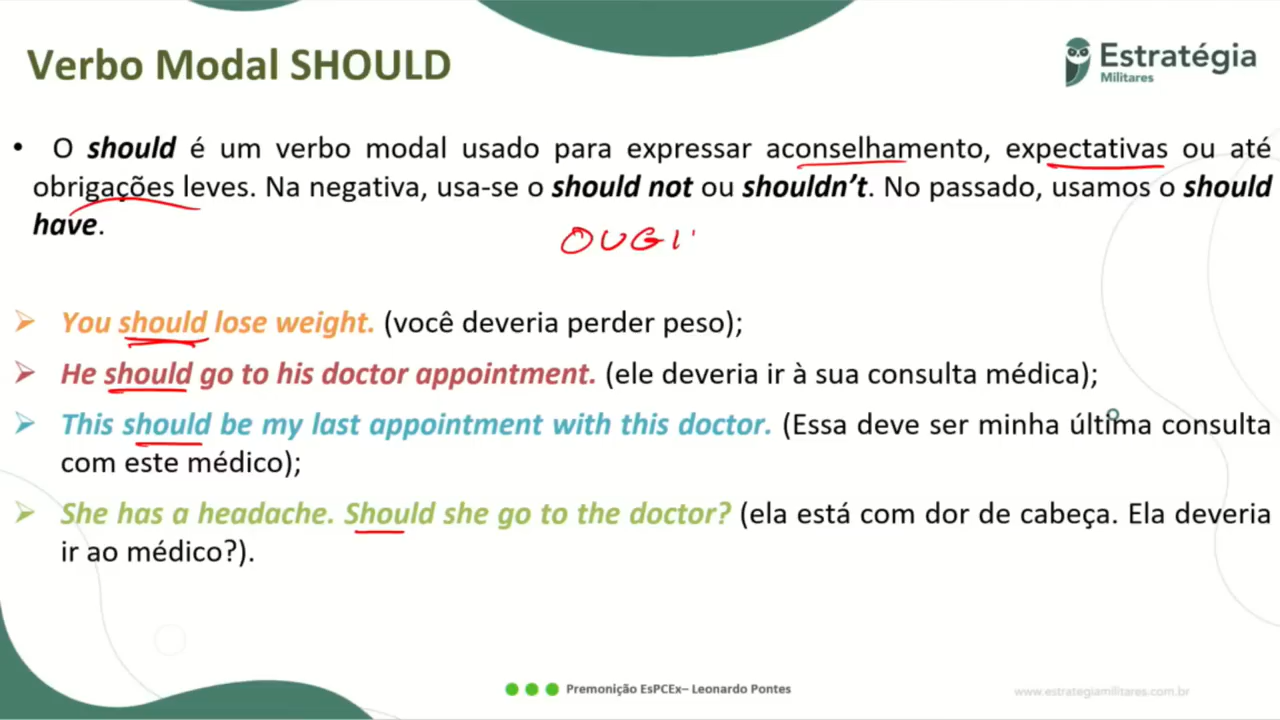 Verbo Modal SHOULD
Estratégia
Militares
• O should é um verbo modal usado para expressar aconselhamento, expectativas ou até
obrigações leves. Na negativa, usa-se o should not ou shouldn’t. No passado, usamos o should
have.
OUGI'
You should lose weight. (você deveria perder peso);
He should go to his doctor appointment. (ele deveria ir à sua consulta médica);
This should be my last appointment with this doctor. (Essa deve ser minha última consulta
com este médico);
She has a headache. Should she go to the doctor? (ela está com dor de cabeça. Ela deveria
ir ao médico?).
Premonição EsPCEx– Leonardo Pontes
www.estrategiamilitares.com.br